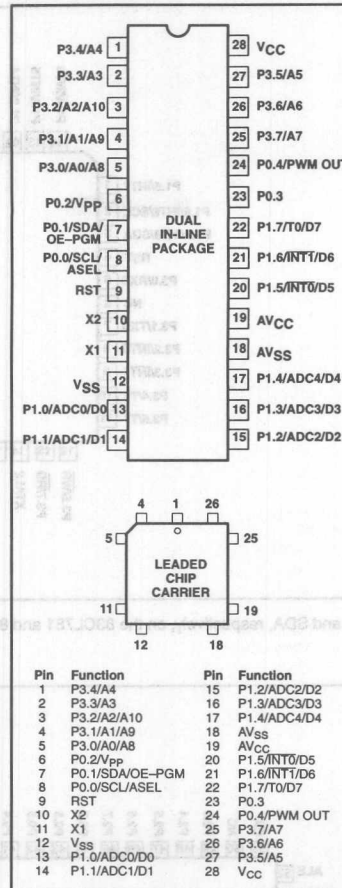 P3.4/A4 1
P3.3/A3 2
P3.2/A2/A10 3
P3.1/A1/A9 4
P3.0/A0/A8 5
P0.2/VPP 6
P0.1/SDA/
OE–PGM 7
P0.0/SCL/
ASEL 8
RST 9
X2 10
X1 11
VSS 12
P1.0/ADC0/D0 13
P1.1/ADC1/D1 14
DUAL
IN-LINE
PACKAGE
28 VCC
27 P3.5/A5
26 P3.6/A6
25 P3.7/A7
24 P0.4/PWM OUT
23 P0.3
22 P1.7/T0/D7
21 P1.6/INT1/D6
20 P1.5/INT0/D5
19 AVCC
18 AVSS
17 P1.4/ADC4/D4
16 P1.3/ADC3/D3
15 P1.2/ADC2/D2
4 1 26
5 25
LEADED
CHIP
CARRIER
11 19
12 18
Pin Function Pin Function
1 P3.4/A4 15 P1.2/ADC2/D2
2 P3.3/A3 16 P1.3/ADC3/D3
3 P3.2/A2/A10 17 P1.4/ADC4/D4
4 P3.1/A1/A9 18 AVSS
5 P3.0/A0/A8 19 AVCC
6 P0.2/VPP 20 P1.5/INT0/D5
7 P0.1/SDA/OE–PGM 21 P1.6/INT1/D6
8 P0.0/SCL/ASEL 22 P1.7/T0/D7
9 RST 23 P0.3
10 X2 24 P0.4/PWM OUT
11 X1 25 P3.7/A7
12 VSS 26 P3.6/A6
13 P1.0/ADC0/D0 27 P3.5/A5
14 P1.1/ADC1/D1 28 VCC